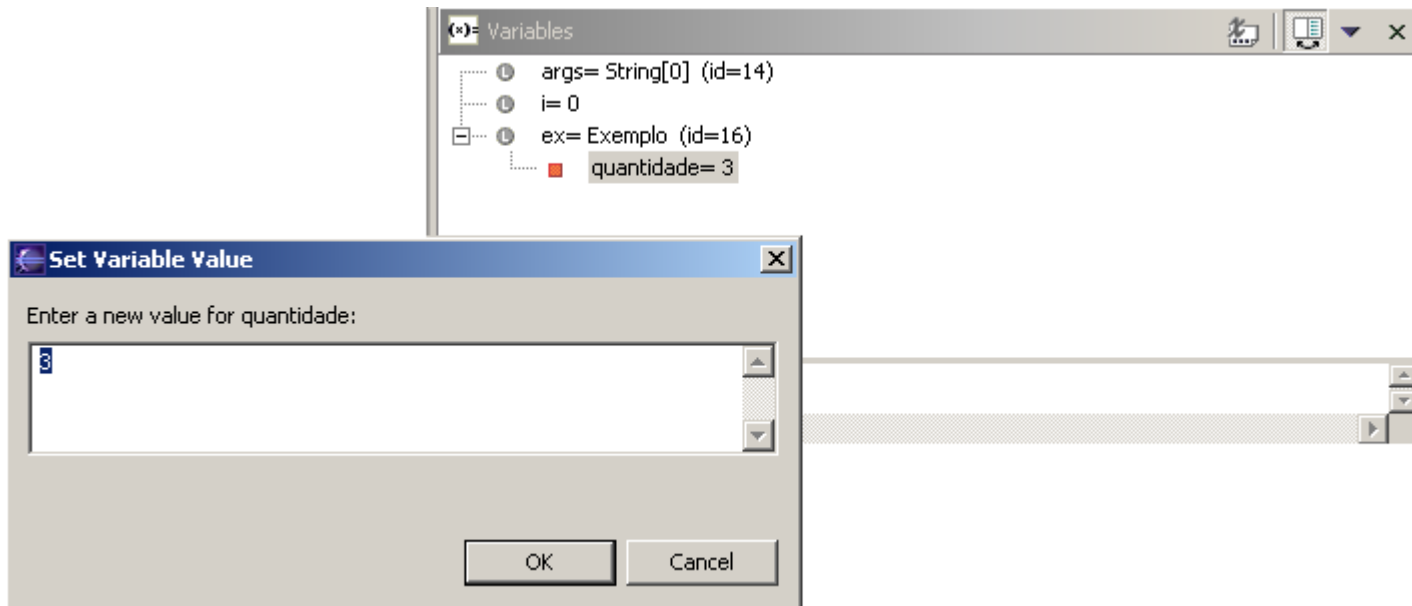 (x)= Variables
args= String[0] (id=14)
i= 0
ex= Exemplo (id=16)
quantidade= 3
Set Variable Value
Enter a new value for quantidade:
3
OK Cancel